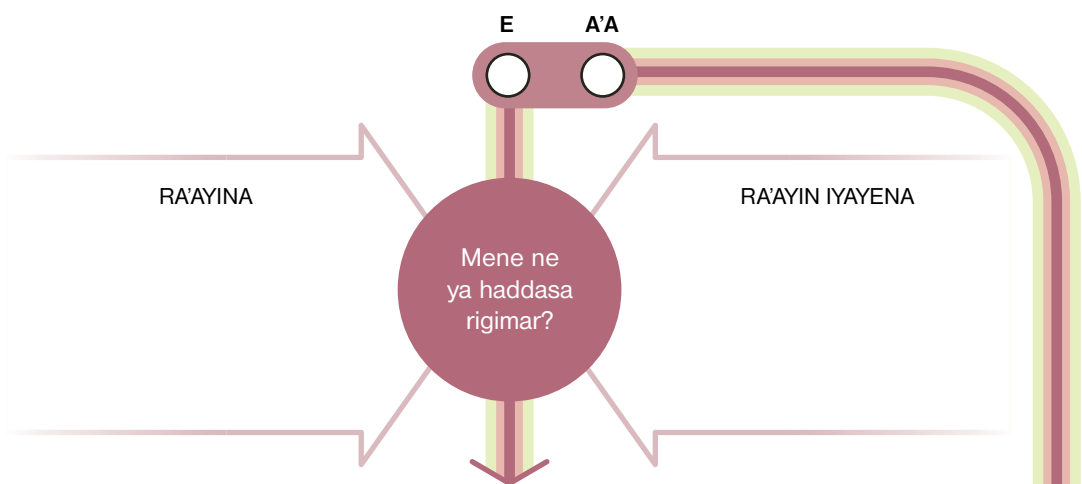 E A’A
RA’AYINA
RA’AYIN IYAYENA
Mene ne
ya haddasa
rigimar?